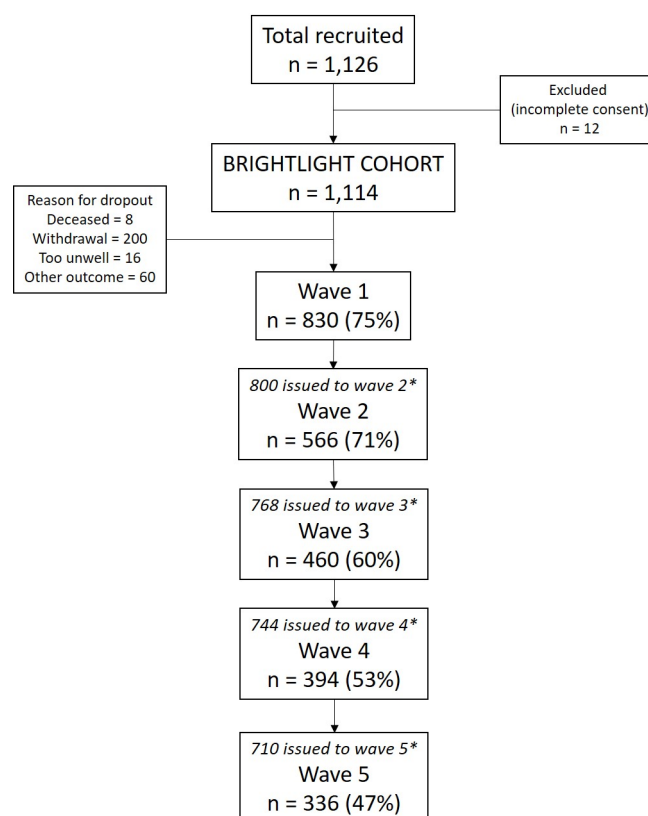 Total recruited
n = 1,126
Excluded
(incomplete consent)
n = 12
BRIGHTLIGHT COHORT
n = 1,114
Reason for dropout
Deceased = 8
Withdrawal = 200
Too unwell = 16
Other outcome = 60
Wave 1
n = 830 (75%)
800 issued to wave 2*
Wave 2
n = 566 (71%)
768 issued to wave 3*
Wave 3
n = 460 (60%)
744 issued to wave 4*
Wave 4
n = 394 (53%)
710 issued to wave 5*
Wave 5
n = 336 (47%)